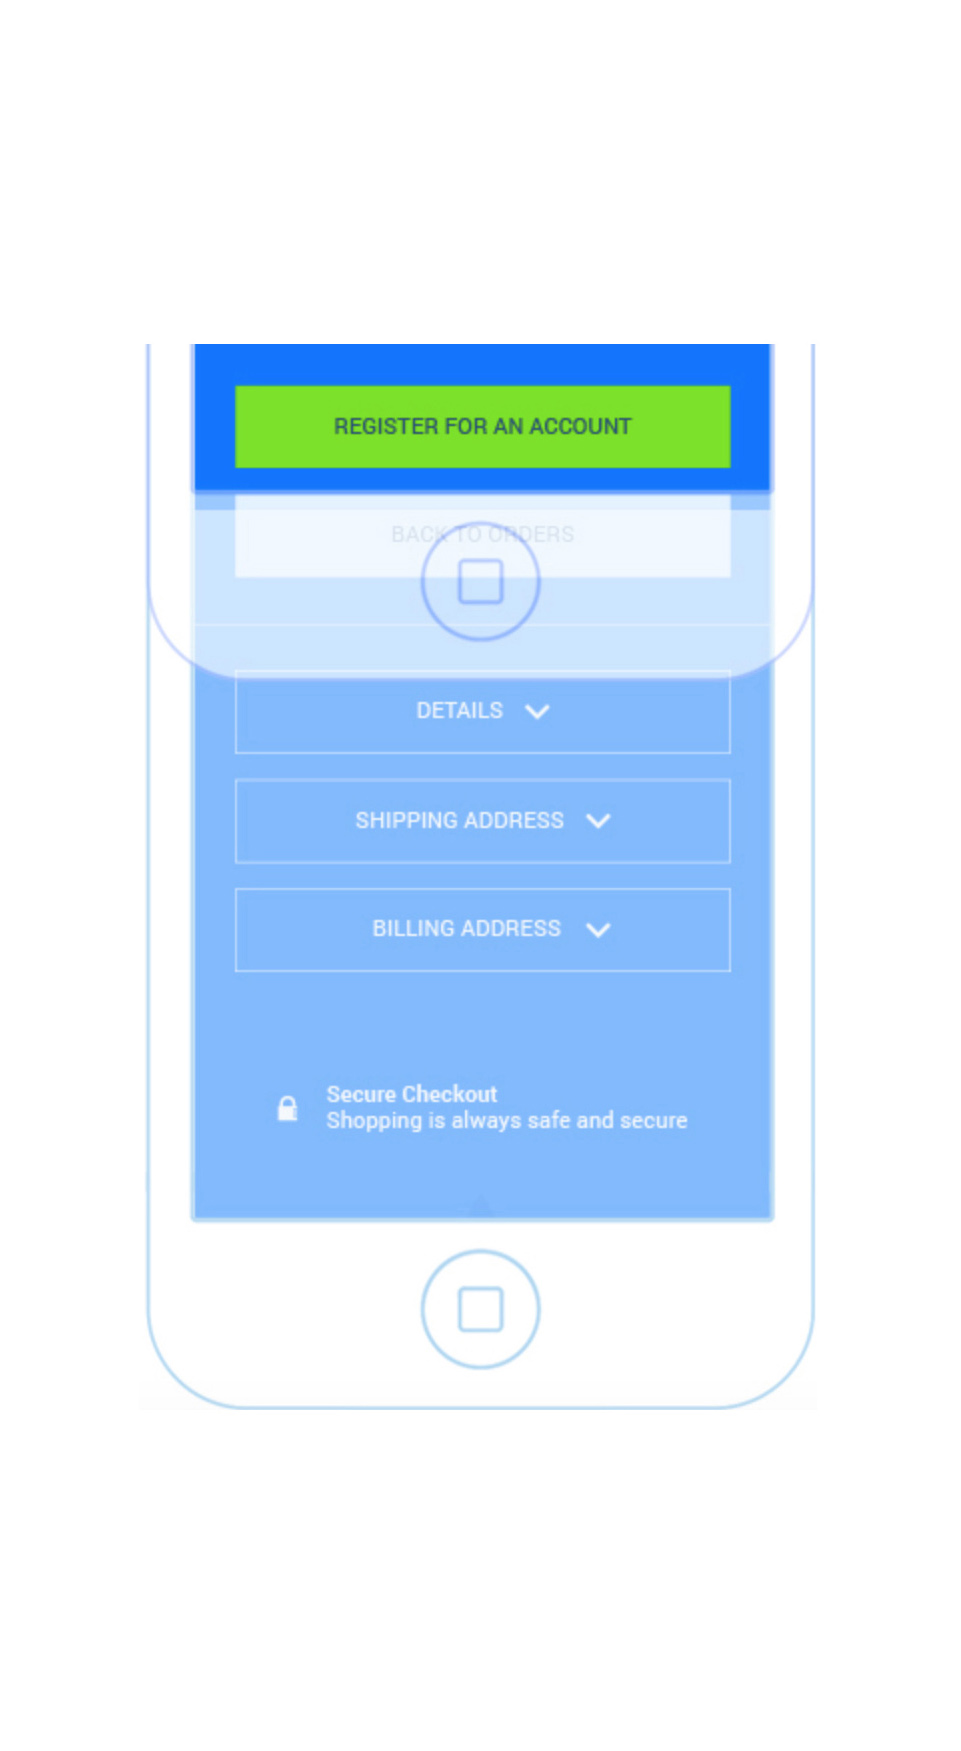 REGISTER FOR AN ACCOUNT
BACK TO ORDERS
DETAILS
SHIPPING ADDRESS
BILLING ADDRESS
Secure Checkout
Shopping is always safe and secure